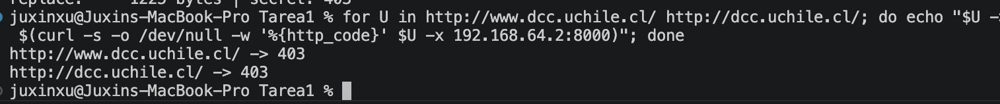 replace: 1225 bytes | secret: 403
juxinxu@Juxins-MacBook-Pro Tarea1 % for U in http://www.dcc.uchile.cl/ http://dcc.uchile.cl/; do echo "$U -
$(curl -s -o /dev/null -w '%{http_code}' $U -x 192.168.64.2:8000)"; done
http://www.dcc.uchile.cl/ -> 403
http://dcc.uchile.cl/ -> 403
juxinxu@Juxins-MacBook-Pro Tarea1 %